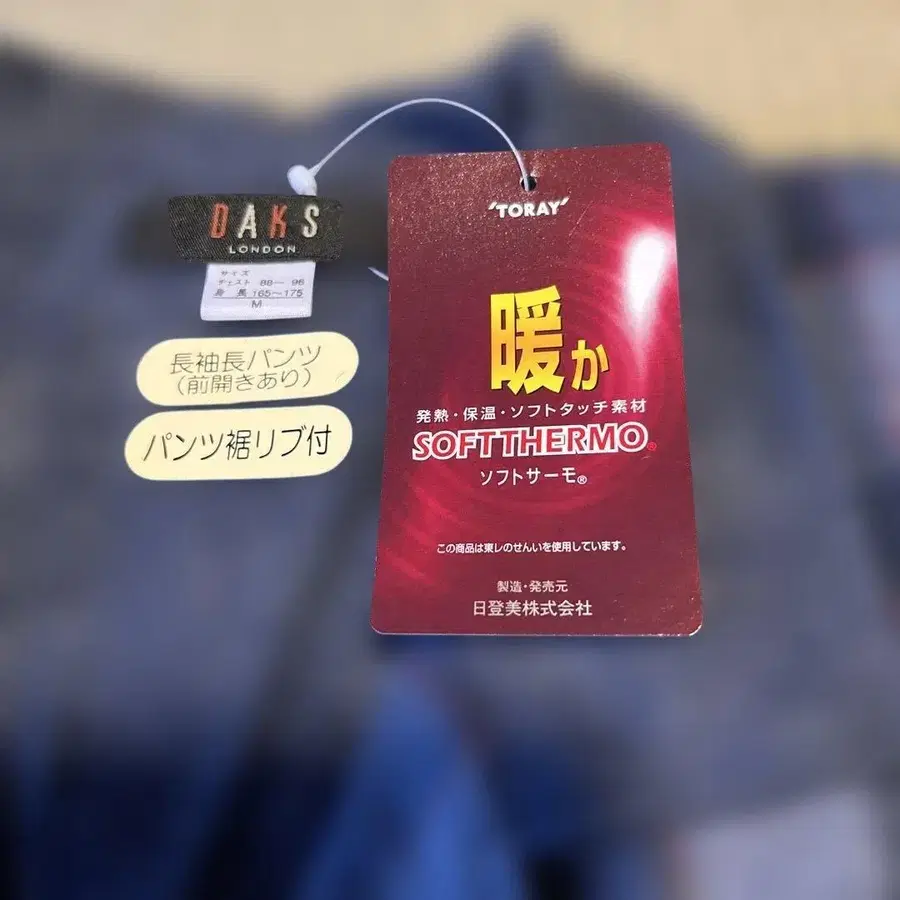 DAKS
LONDON
サイズ
チェスト 88― 96
身 長 165～175
M
長袖長パンツ
(前開きあり)
パンツ裾リブ付
'TORAY'
暖か
発熱・保温・ソフトタッチ素材
SOFTTHERMO®
ソフトサーモ®
この商品は東レのせんいを使用しています。
製造・発売元
日登美株式会社